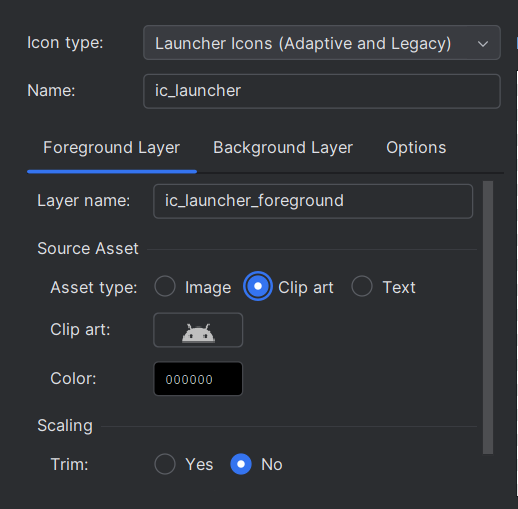 Icon type: Launcher Icons (Adaptive and Legacy)
Name: ic_launcher
Foreground Layer Background Layer Options
Layer name: ic_launcher_foreground
Source Asset
Asset type: Image Clip art Text
Clip art:
Color: 000000
Scaling
Trim: Yes No